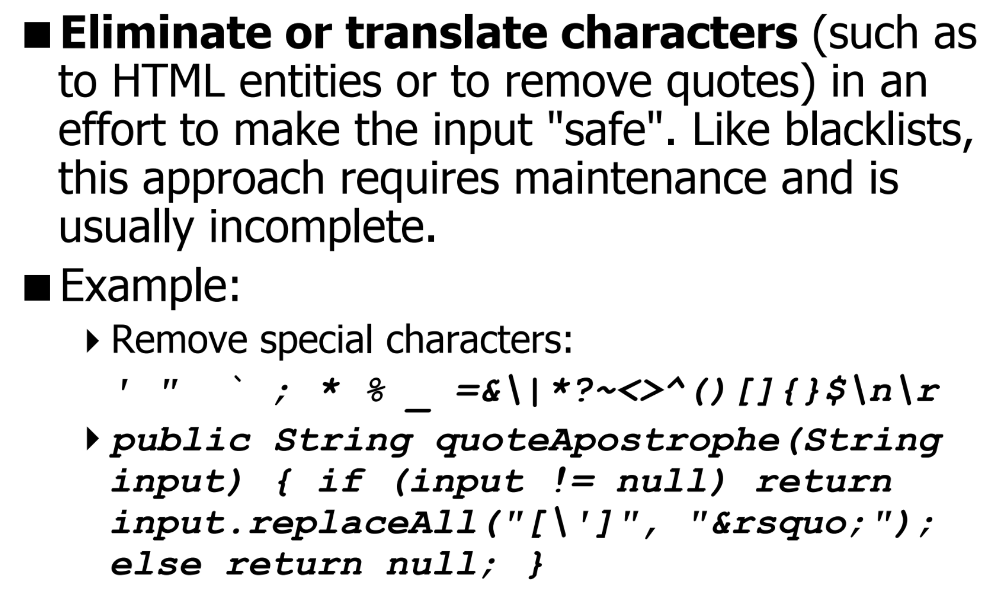 ■ Eliminate or translate characters (such as
to HTML entities or to remove quotes) in an
effort to make the input "safe". Like blacklists,
this approach requires maintenance and is
usually incomplete.
■ Example:
▶ Remove special characters:
' " ` ; * % _ =&\|*?~<>^()[]{}$\n\r
▶ public String quoteApostrophe(String
input) { if (input != null) return
input.replaceAll("[\']", "&rsquo;");
else return null; }